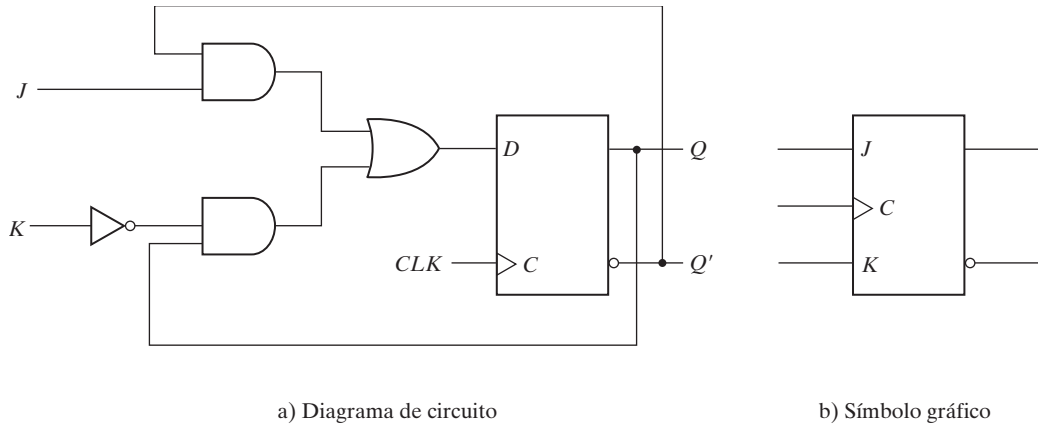 J
K
D
CLK
C
Q
Q'
J
C
K
a) Diagrama de circuito
b) Símbolo gráfico